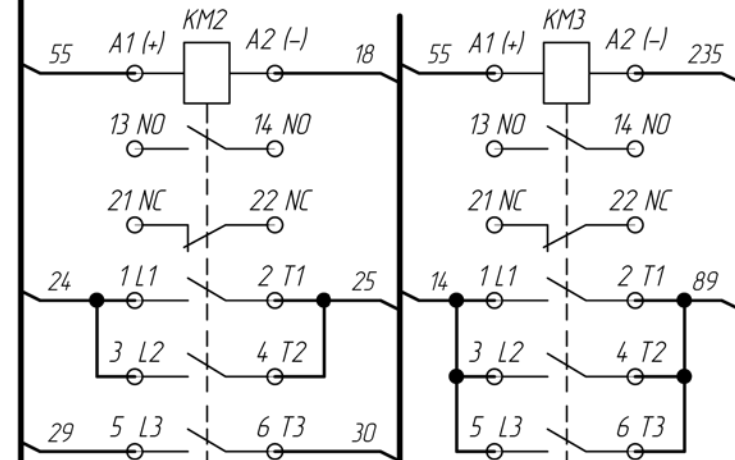 KM2 KM3
55 A1 (+) A2 (–) 18 55 A1 (+) A2 (–) 235
13 NO 14 NO 13 NO 14 NO
21 NC 22 NC 21 NC 22 NC
24 1 L1 2 T1 25 14 1 L1 2 T1 89
3 L2 4 T2 3 L2 4 T2
29 5 L3 6 T3 30 5 L3 6 T3